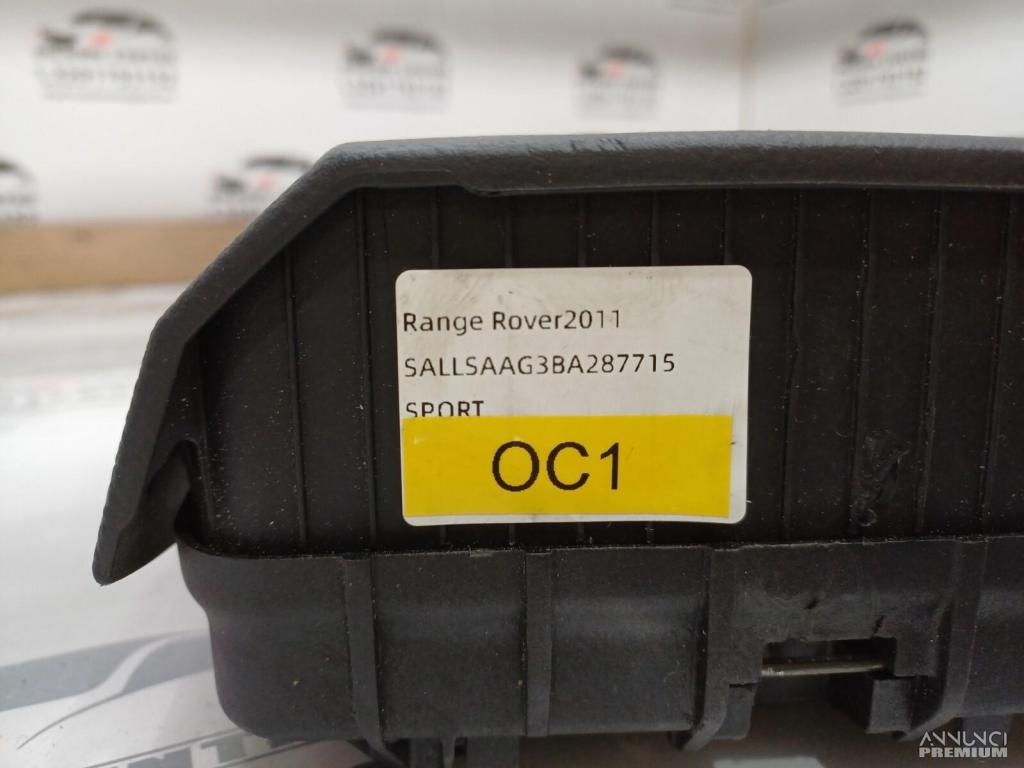 Range Rover2011
SALLSAAG3BA287715
SPORT
OC1
ANNUNCI
PREMIUM